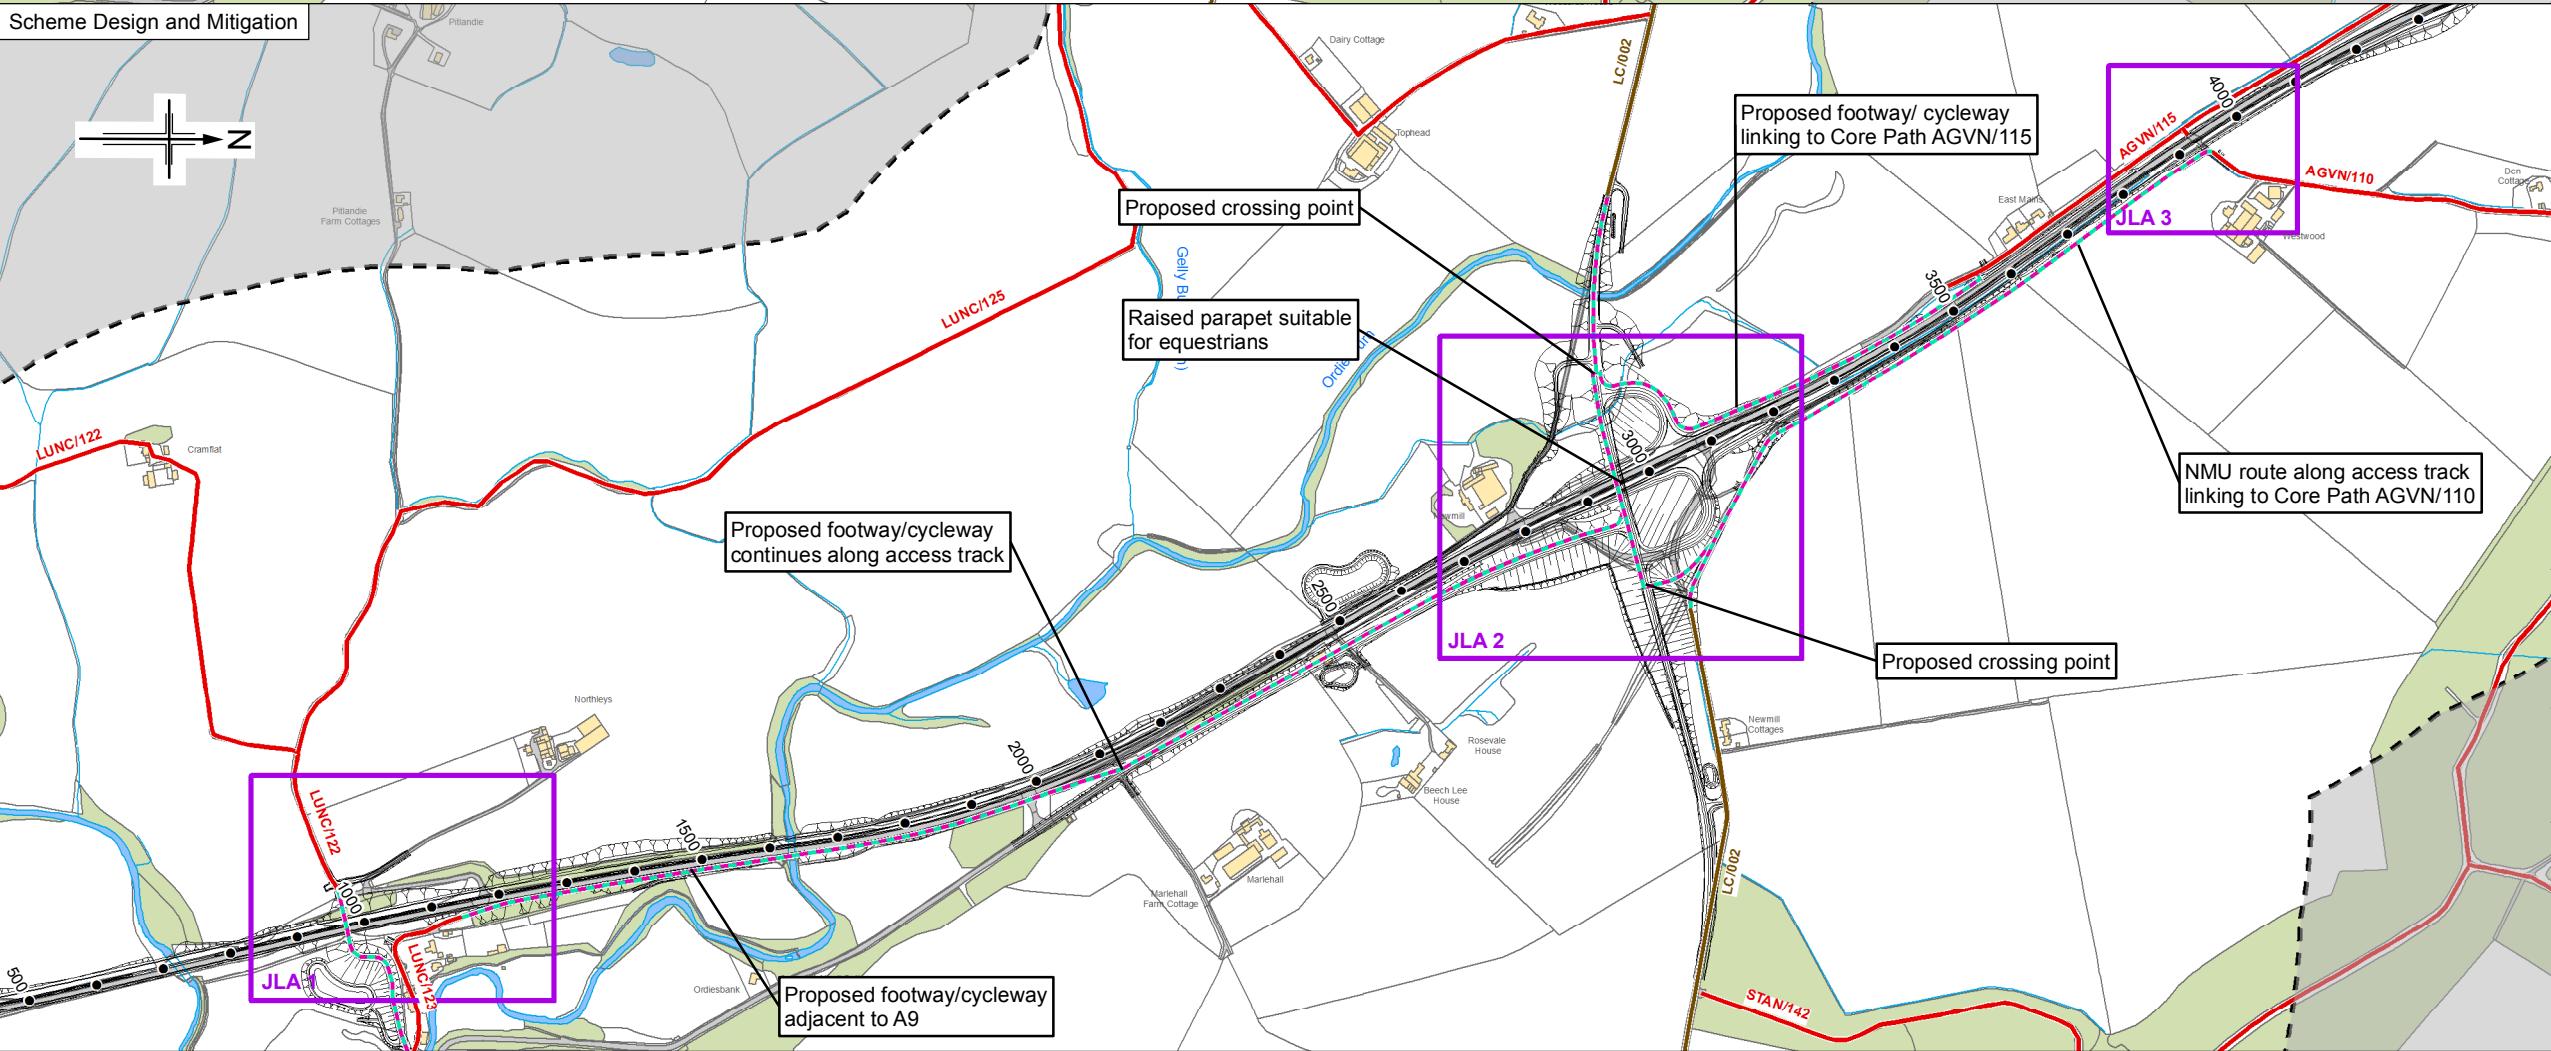 Scheme Design and Mitigation
Pitlandie
Dairy Cottage
LC/002
Tophead
Proposed footway/ cycleway
linking to Core Path AGVN/115
4000
AGVN/115
AGVN/110
Cottage
N
Pitlandie
Farm Cottages
Proposed crossing point
East Mains
JLA 3
Westwood
Gelly
LUNC/125
3500
Raised parapet suitable
for equestrians
LUNC/122
Cramflat
3000
NMU route along access track
linking to Core Path AGVN/110
Proposed footway/cycleway
continues along access track
2500
JLA 2
Proposed crossing point
Northleys
Newmill
Cottages
Rosevale
House
2000
Beech Lee
House
LUNC/122
1500
Marlehall
Marlehall
Farm Cottage
LC/002
1000
500
JLA 1
LUNC/123
Ordiesbank
Proposed footway/cycleway
adjacent to A9
STAN/142